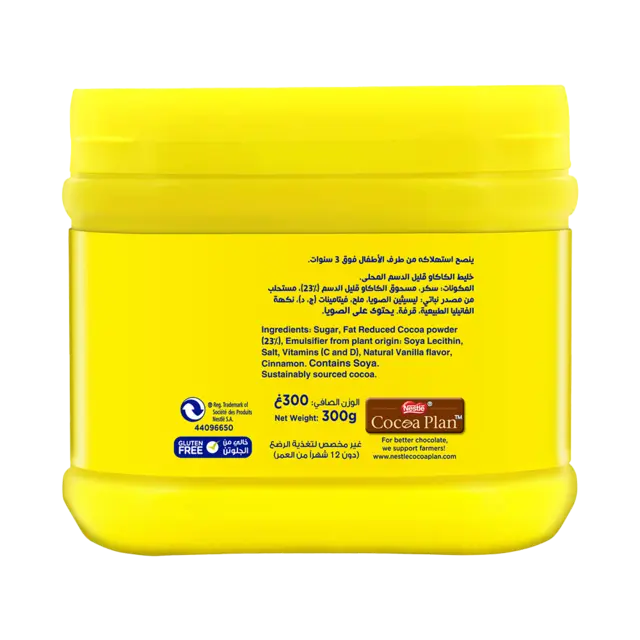 ينصح استهلاكه من طرف الأطفال فوق 3 سنوات.
خليط الكاكاو قليل الدسم المحلى.
المكونات: سكر، مسحوق الكاكاو قليل الدسم (23٪)، مستحلب
من مصدر نباتي: ليسيثين الصويا، ملح، فيتامينات (ج، د)، نكهة
الفانيليا الطبيعية، قرفة. يحتوي على الصويا.
Ingredients: Sugar, Fat Reduced Cocoa powder
(23٪), Emulsifier from plant origin: Soya Lecithin,
Salt, Vitamins (C and D), Natural Vanilla flavor,
Cinnamon. Contains Soya.
Sustainably sourced cocoa.
® Reg. Trademark of
Société des Produits
Nestlé S.A.
44096650
الوزن الصافي: 300غ
Net Weight: 300g
Nestlé
Cocoa Plan™
For better chocolate,
we support farmers!
www.nestlecocoaplan.com
GLUTEN FREE
خالي من الجلوتن
غير مخصص لتغذية الرضع
(دون 12 شهراً من العمر)